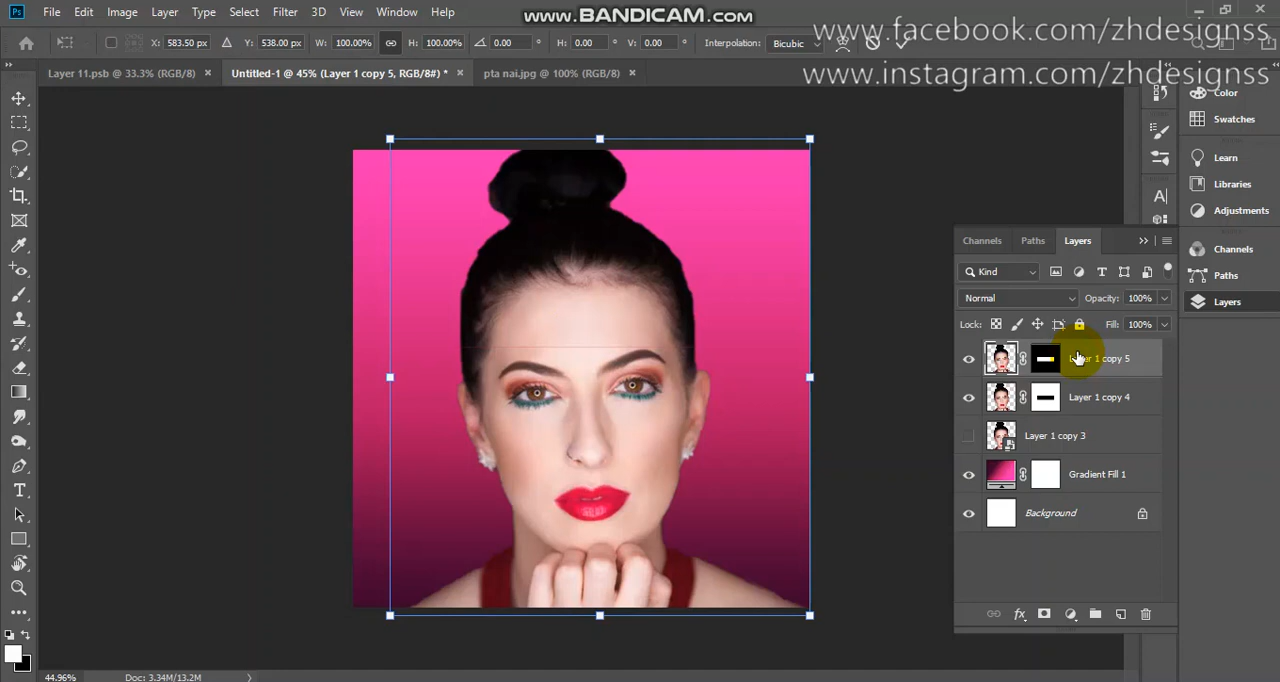 Ps File Edit Image Layer Type Select Filter 3D View Window Help
www.BANDICAM.com
www.facebook.com/zhdesignss
X: 583.50 px Y: 538.00 px W: 100.00% H: 100.00% 0.00 ° H: 0.00 ° V: 0.00 ° Interpolation: Bicubic
www.instagram.com/zhdesignss
Layer 11.psb @ 33.3% (RGB/8) × Untitled-1 @ 45% (Layer 1 copy 5, RGB/8#) * × pta nai.jpg @ 100% (RGB/8) ×
Color
Swatches
Learn
Libraries
Adjustments
Channels
Paths
Layers
Channels Paths Layers
Kind
Normal Opacity: 100%
Lock: Fill: 100%
Layer 1 copy 5
Layer 1 copy 4
Layer 1 copy 3
Gradient Fill 1
Background
fx
44.96% Doc: 3.34M/13.2M